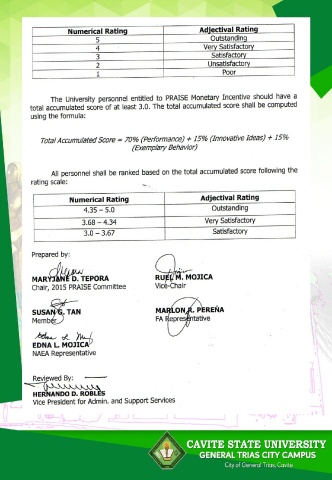 Numerical Rating Adjectival Rating
5 Outstanding
4 Very Satisfactory
3 Satisfactory
2 Unsatisfactory
1 Poor
The University personnel entitled to PRAISE Monetary Incentive should have a
total accumulated score of at least 3.0. The total accumulated score shall be computed
using the formula:
Total Accumulated Score = 70% (Performance) + 15% (Innovative Ideas) + 15%
(Exemplary Behavior)
All personnel shall be ranked based on the total accumulated score following the
rating scale:
Numerical Rating Adjectival Rating
4.35 – 5.0 Outstanding
3.68 – 4.34 Very Satisfactory
3.0 – 3.67 Satisfactory
Prepared by:
MARYJANE D. TEPORA RUEL M. MOJICA
Chair, 2015 PRAISE Committee Vice-Chair
SUSAN G. TAN MARLON R. PEREÑA
Member FA Representative
EDNA L. MOJICA
NAEA Representative
Reviewed By:
HERNANDO D. ROBLES
Vice President for Admin. and Support Services
CAVITE STATE UNIVERSITY
GENERAL TRIAS CITY CAMPUS
City of General Trias, Cavite